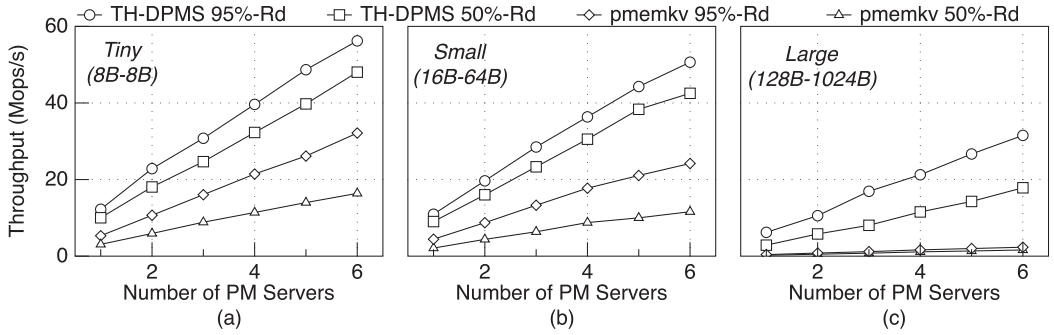 TH-DPMS 95%-Rd TH-DPMS 50%-Rd pmemkv 95%-Rd pmemkv 50%-Rd
Throughput (Mops/s)
60
40
20
0
Tiny
(8B-8B)
2 4 6
Number of PM Servers
(a)
Small
(16B-64B)
2 4 6
Number of PM Servers
(b)
Large
(128B-1024B)
2 4 6
Number of PM Servers
(c)